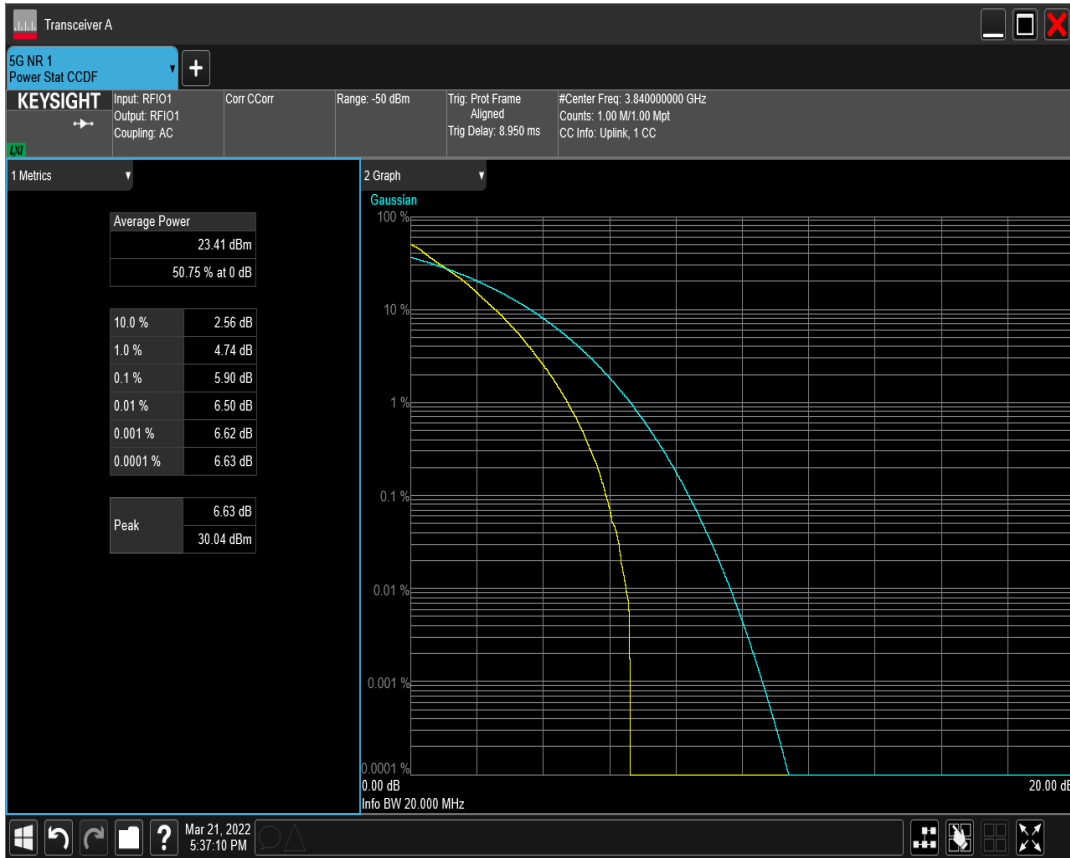 Transceiver A
5G NR 1
Power Stat CCDF
+
KEYSIGHT
LXI
Input: RFIO1
Output: RFIO1
Coupling: AC
Corr CCorr
Range: -50 dBm
Trig: Prot Frame
Aligned
Trig Delay: 8.950 ms
#Center Freq: 3.840000000 GHz
Counts: 1.00 M/1.00 Mpt
CC Info: Uplink, 1 CC
1 Metrics
Average Power
23.41 dBm
50.75 % at 0 dB
10.0 % 2.56 dB
1.0 % 4.74 dB
0.1 % 5.90 dB
0.01 % 6.50 dB
0.001 % 6.62 dB
0.0001 % 6.63 dB
Peak
6.63 dB
30.04 dBm
2 Graph
Gaussian
100 %
10 %
1 %
0.1 %
0.01 %
0.001 %
0.0001 %
0.00 dB 20.00 dB
Info BW 20.000 MHz
?
Mar 21, 2022
5:37:10 PM